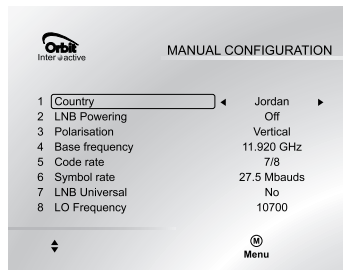 Orbit
Inter active
MANUAL CONFIGURATION
1 Country Jordan
2 LNB Powering Off
3 Polarisation Vertical
4 Base frequency 11.920 GHz
5 Code rate 7/8
6 Symbol rate 27.5 Mbauds
7 LNB Universal No
8 LO Frequency 10700
M
Menu